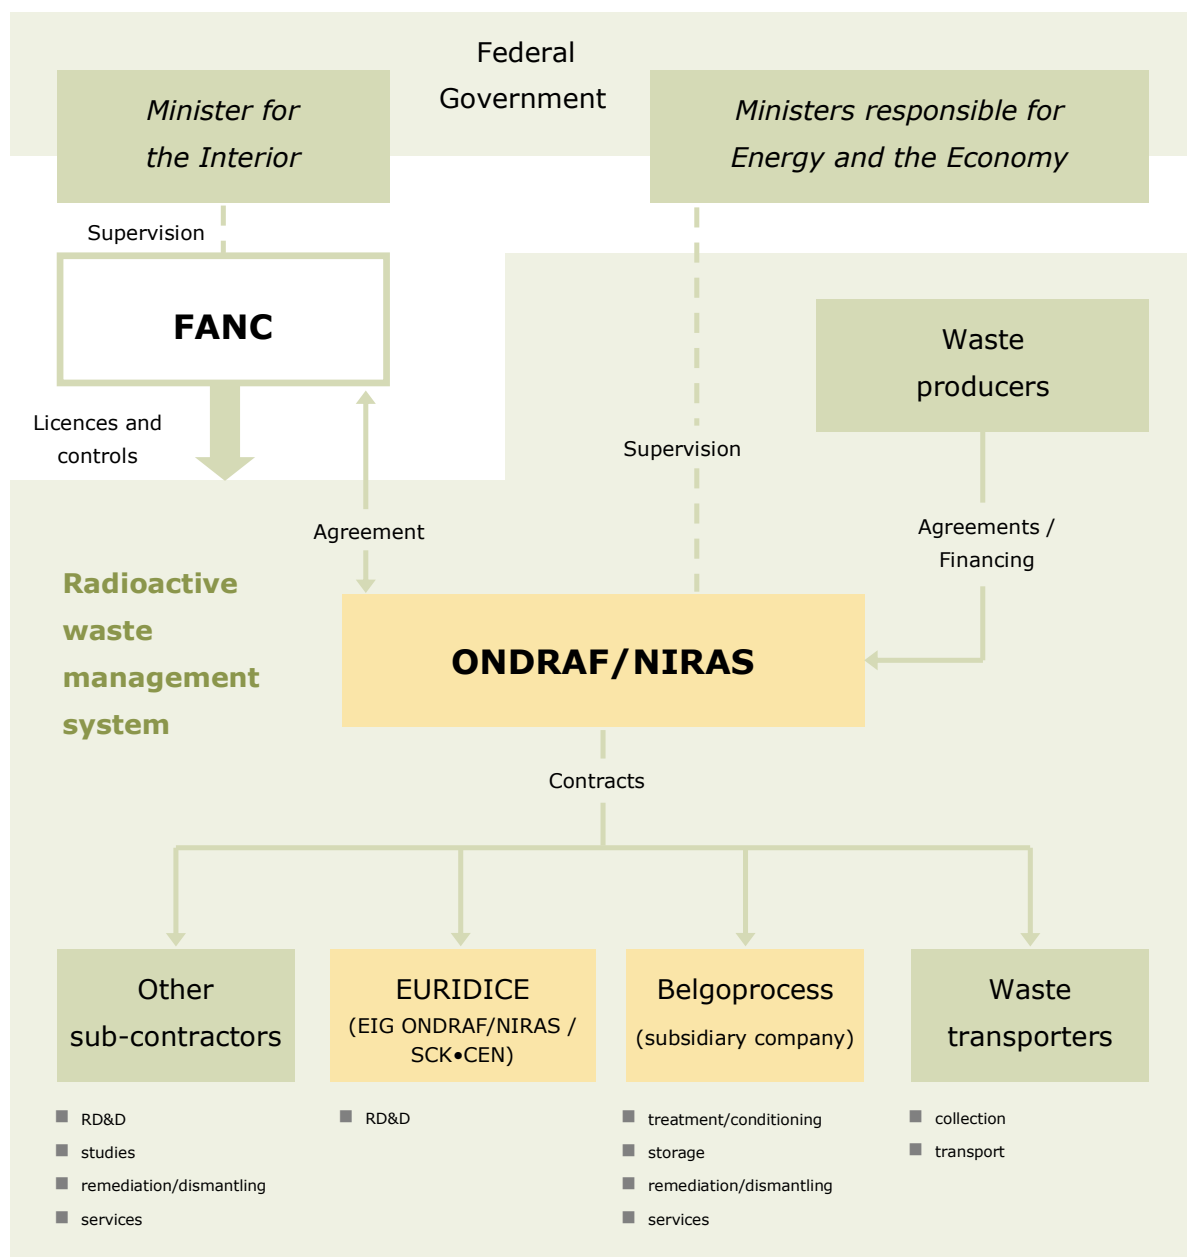 Federal
Government
Minister for
the Interior
Ministers responsible for
Energy and the Economy
Supervision
FANC
Waste
producers
Licences and
controls
Supervision
Agreement
Agreements /
Financing
Radioactive
waste
management
system
ONDRAF/NIRAS
Contracts
Other
sub-contractors
RD&D
studies
remediation/dismantling
services
EURIDICE
(EIG ONDRAF/NIRAS /
SCK•CEN)
RD&D
Belgoprocess
(subsidiary company)
treatment/conditioning
storage
remediation/dismantling
services
Waste
transporters
collection
transport